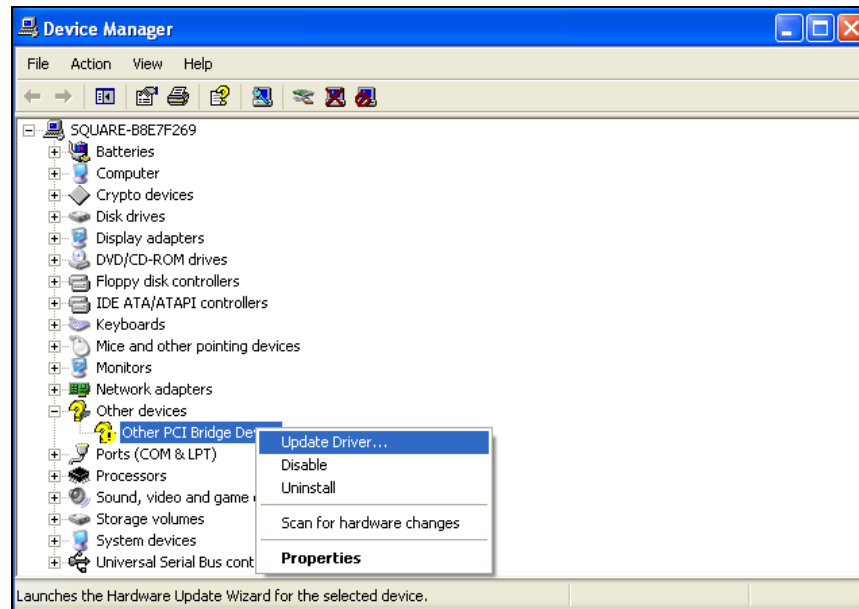 Device Manager
File Action View Help
SQUARE-B8E7F269
Batteries
Computer
Crypto devices
Disk drives
Display adapters
DVD/CD-ROM drives
Floppy disk controllers
IDE ATA/ATAPI controllers
Keyboards
Mice and other pointing devices
Monitors
Network adapters
Other devices
Other PCI Bridge
Update Driver...
Ports (COM & LPT)
Disable
Processors
Uninstall
Sound, video and game
Storage volumes
Scan for hardware changes
System devices
Universal Serial Bus
Properties
Launches the Hardware Update Wizard for the selected device.